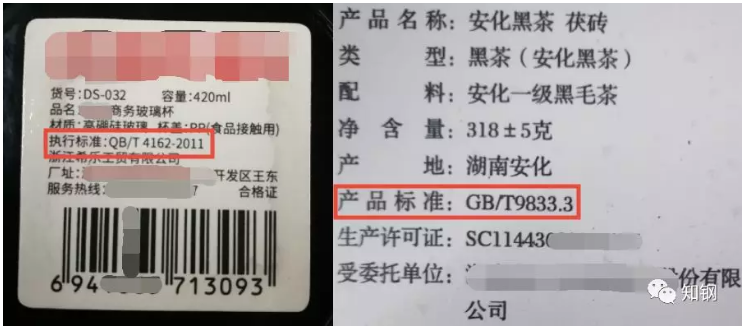 货号:DS-032 容量:420ml
品名: 商务玻璃杯
材质:高硼硅玻璃 杯盖:PP(食品接触用)
执行标准:QB/T 4162-2011
浙江希乐工贸有限公司
厂址: 开发区王东
服务热线: 7 合格证
6 94 713093
产品名称:安化黑茶 茯砖
类型:黑茶(安化黑茶)
配料:安化一级黑毛茶
净含量:318±5克
产地:湖南安化
产品标准:GB/T9833.3
生产许可证:SC114430
受委托单位: 份有限
公司
知钢